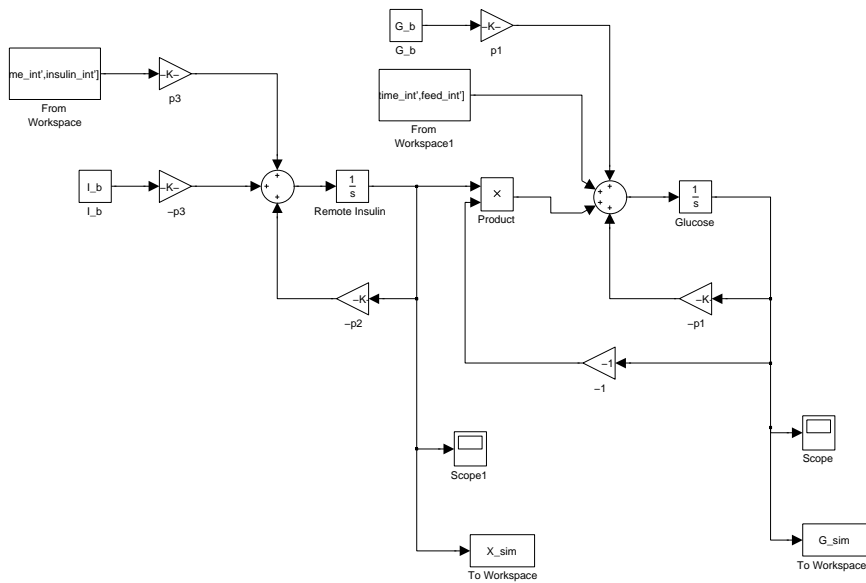 G_b
G_b
−K−
p1
me_int',insulin_int']
From
Workspace
−K−
p3
time_int',feed_int']
From
Workspace1
I_b
I_b
−K−
−p3
+
+
+
1
s
Remote Insulin
×
Product
+
+
+
+
1
s
Glucose
−K−
−p2
−K−
−p1
−1
−1
Scope1
Scope
X_sim
To Workspace
G_sim
To Workspace